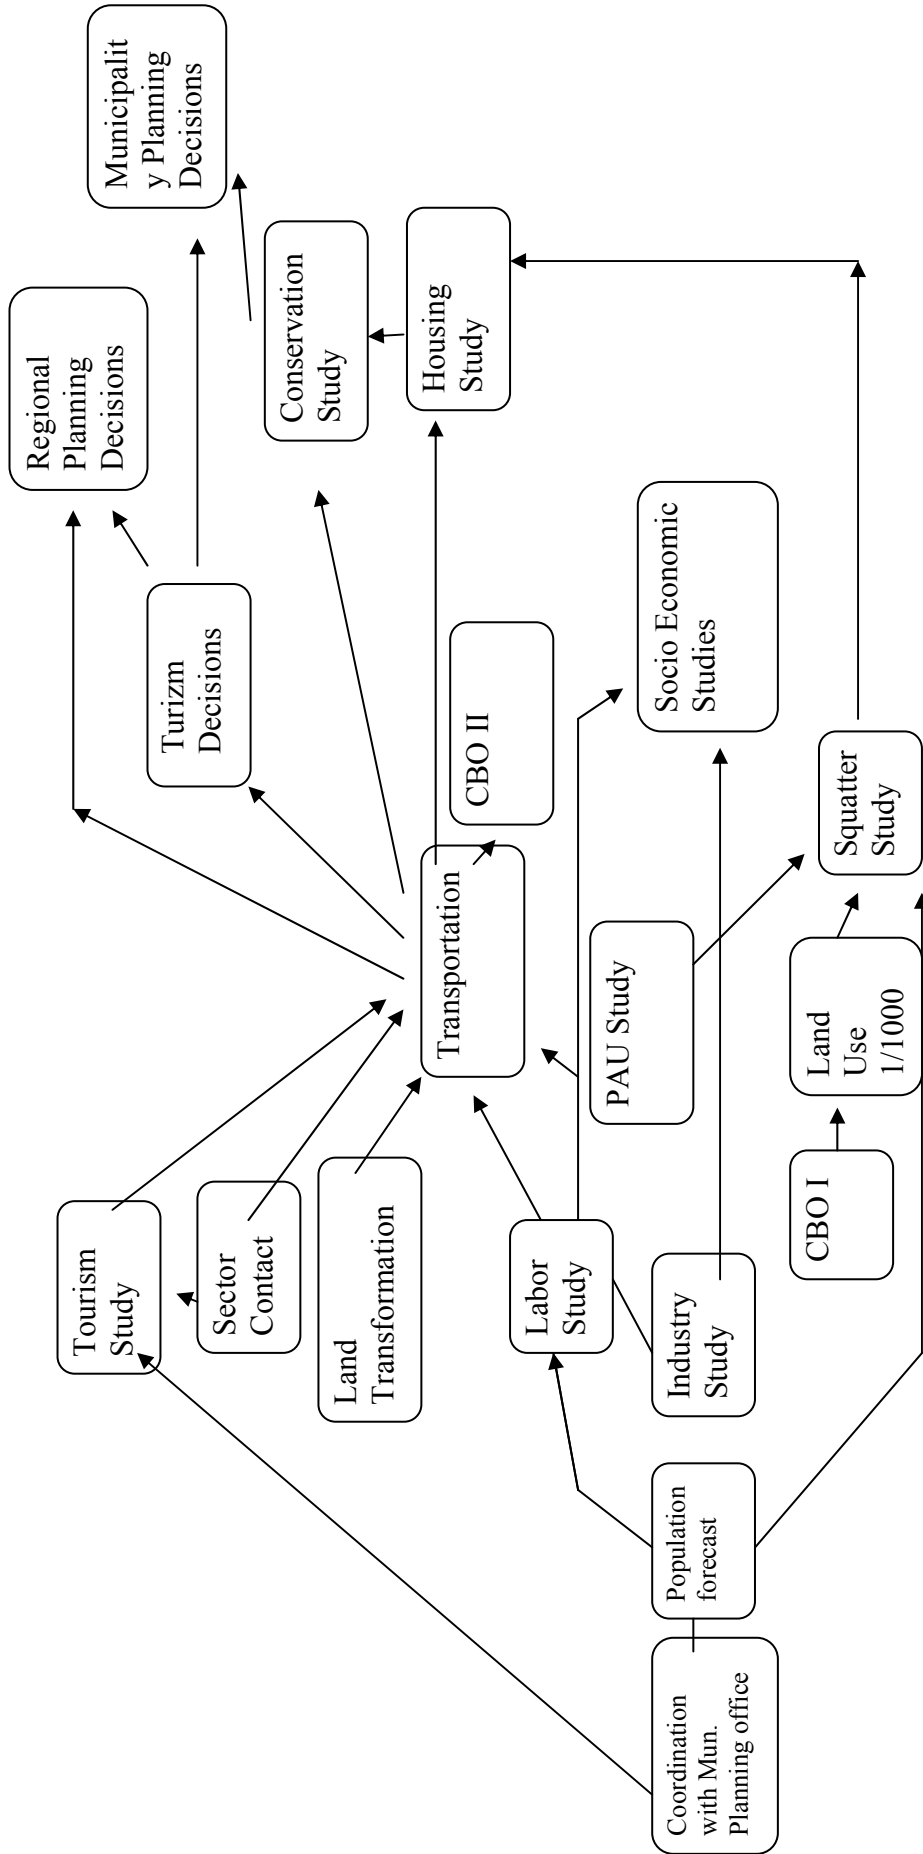 Coordination
with Mun.
Planning office
Population
forecast
Tourism
Study
Sector
Contact
Land
Transformation
Labor
Study
Industry
Study
CBO I
Land
Use
1/1000
PAU Study
Transportation
CBO II
Squatter
Study
Socio Economic
Studies
Turizm
Decisions
Regional
Planning
Decisions
Conservation
Study
Housing
Study
Municipalit
y Planning
Decisions